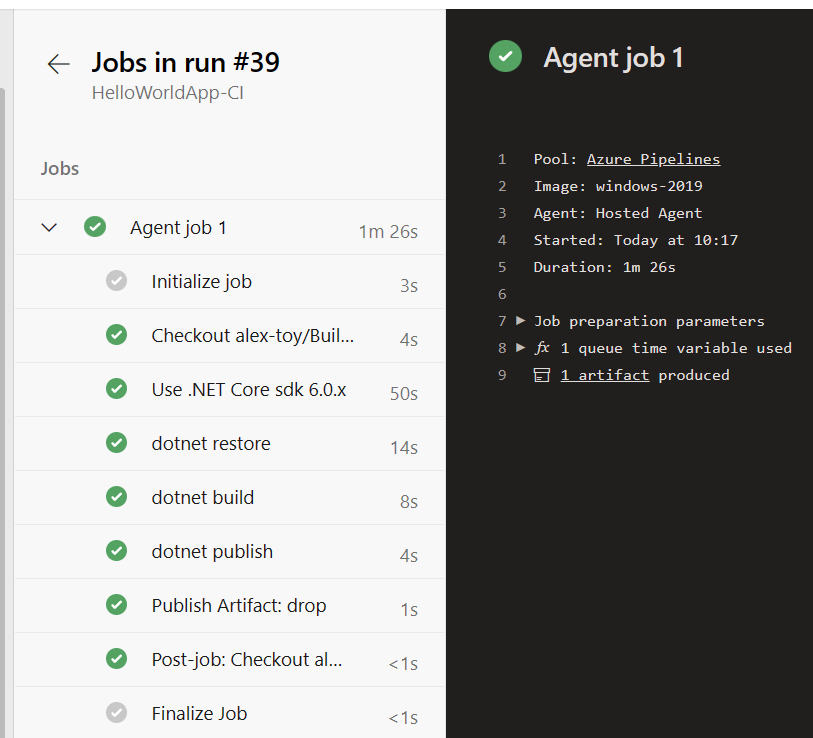 Jobs in run #39
HelloWorldApp-CI
Jobs
Agent job 1 1m 26s
Initialize job 3s
Checkout alex-toy/Buil... 4s
Use .NET Core sdk 6.0.x 50s
dotnet restore 14s
dotnet build 8s
dotnet publish 4s
Publish Artifact: drop 1s
Post-job: Checkout al... <1s
Finalize Job <1s
Agent job 1
1 Pool: Azure Pipelines
2 Image: windows-2019
3 Agent: Hosted Agent
4 Started: Today at 10:17
5 Duration: 1m 26s
6
7 Job preparation parameters
8 fx 1 queue time variable used
9 1 artifact produced